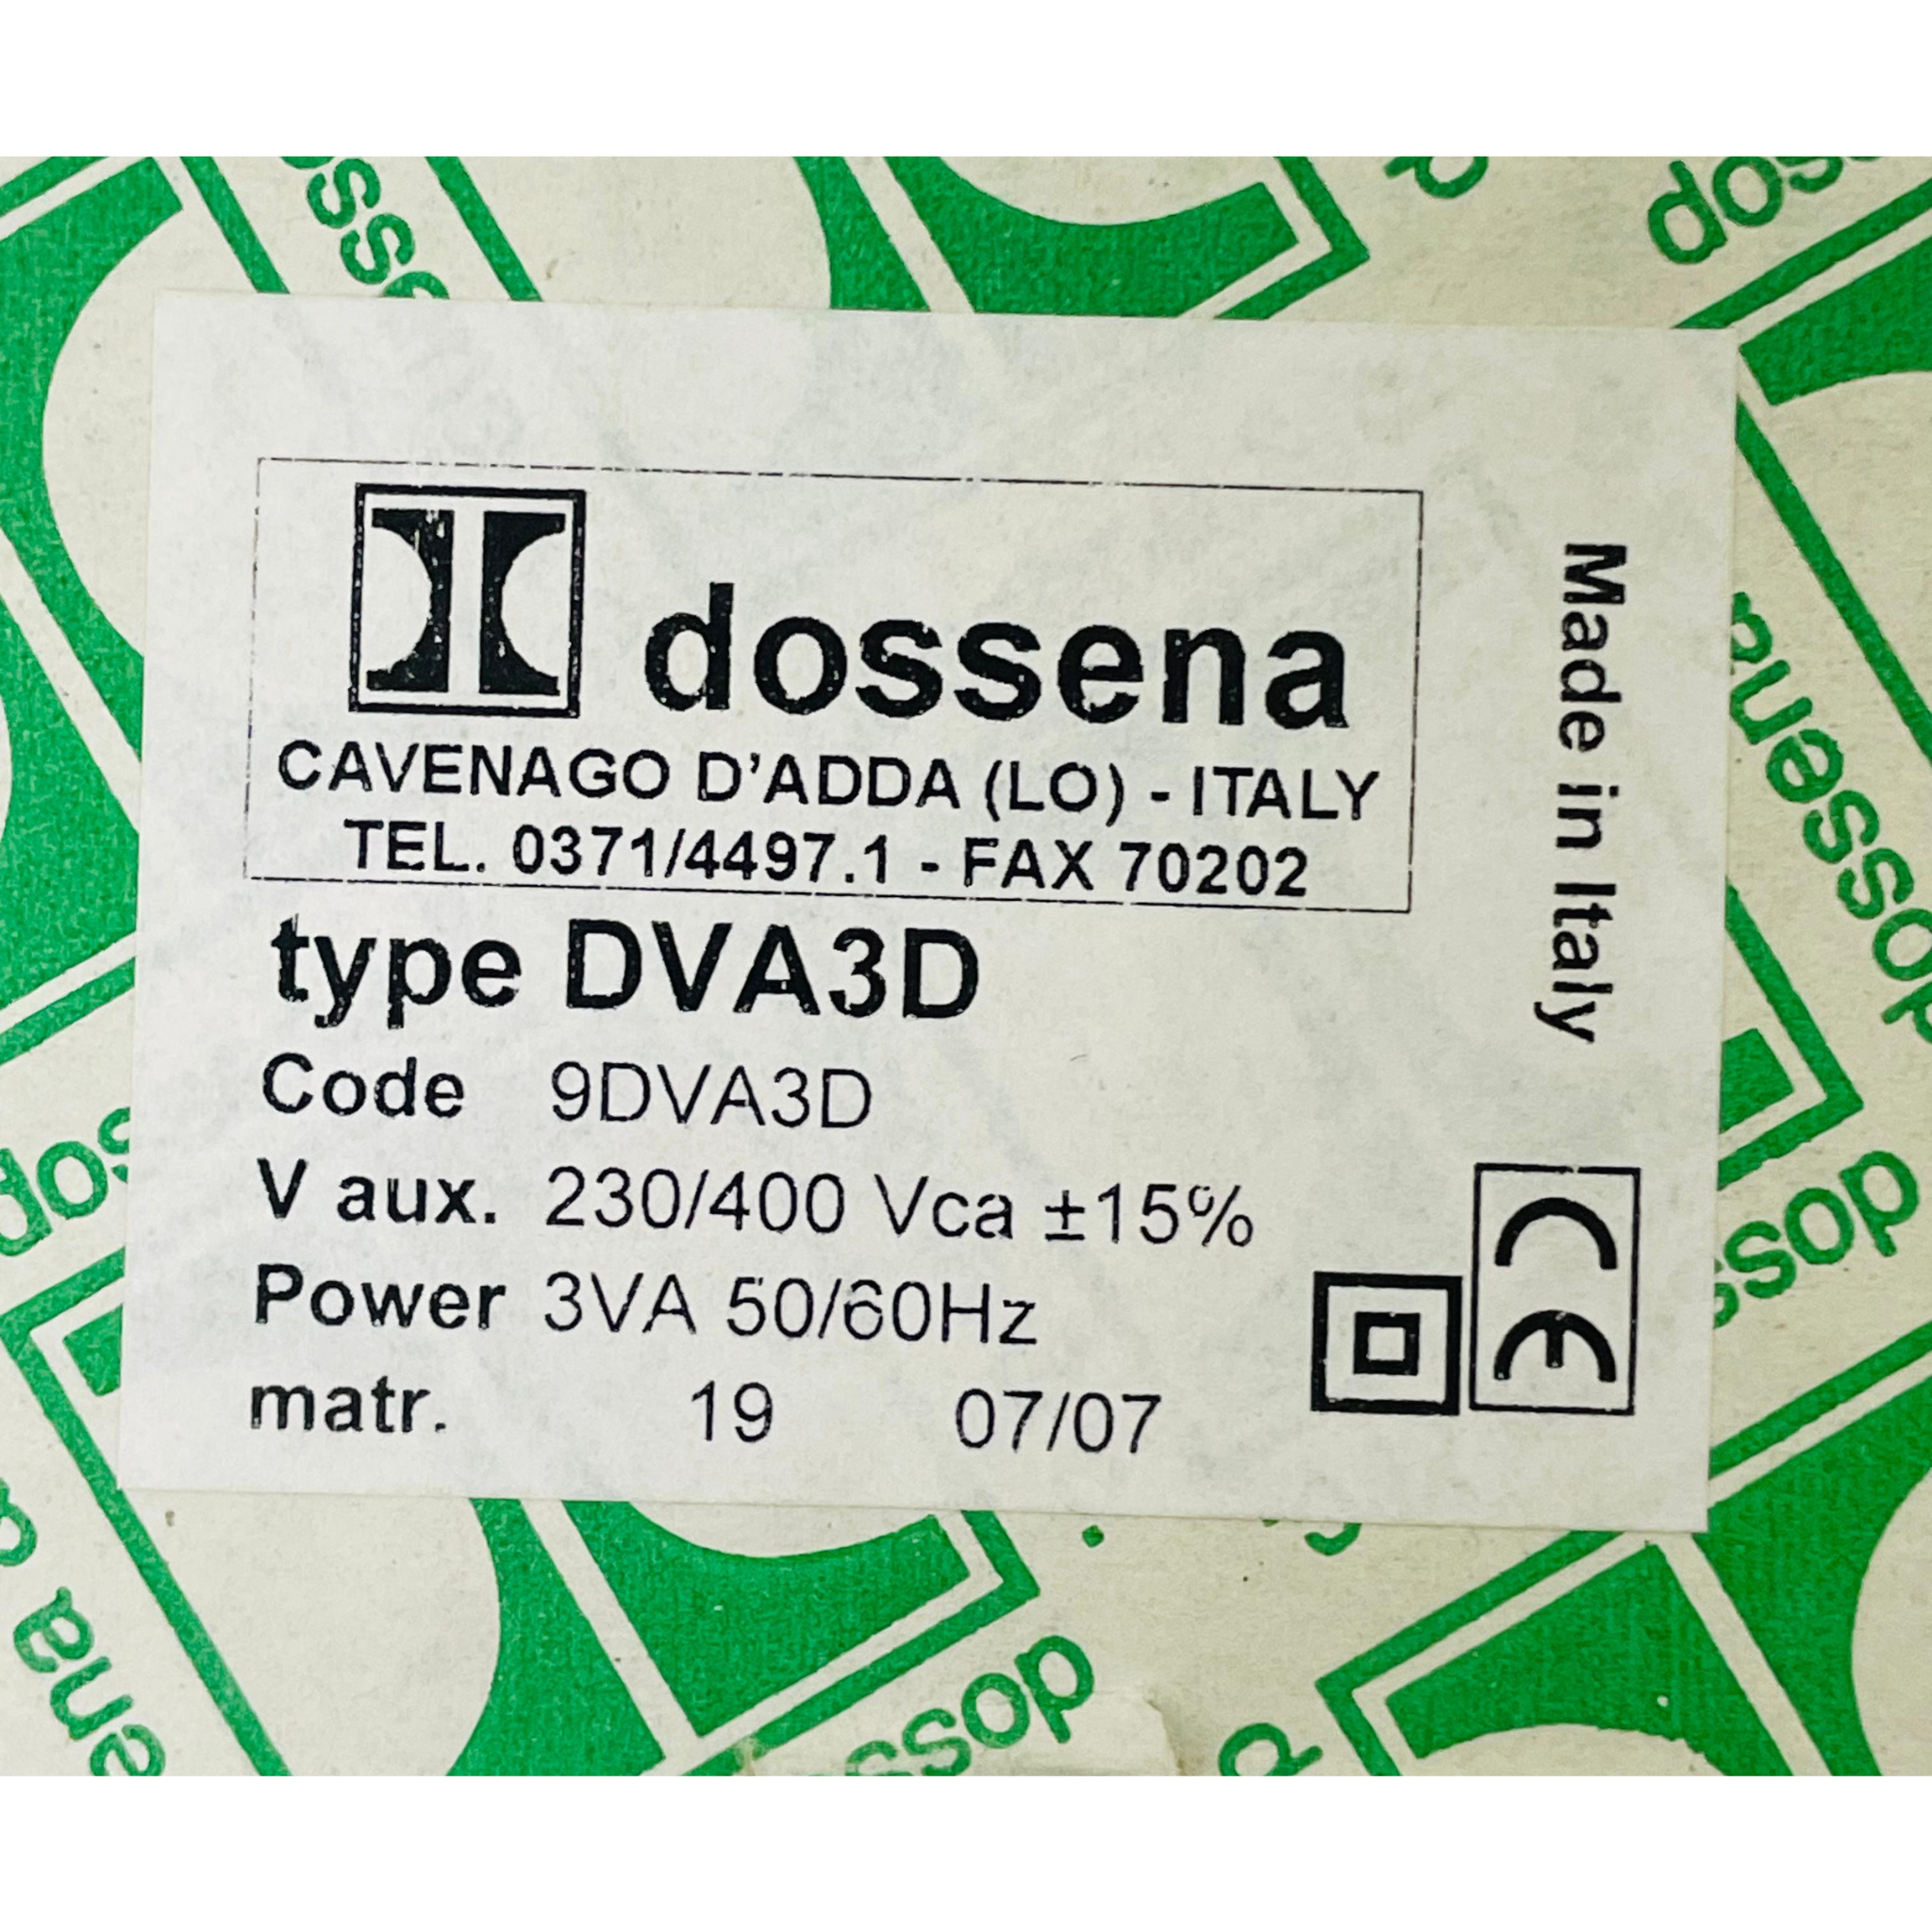 dossena
CAVENAGO D'ADDA (LO) - ITALY
TEL. 0371/4497.1 - FAX 70202
type DVA3D
Code 9DVA3D
V aux. 230/400 Vca ±15%
Power 3VA 50/60Hz
matr. 19 07/07
Made in Italy
CE
dossena